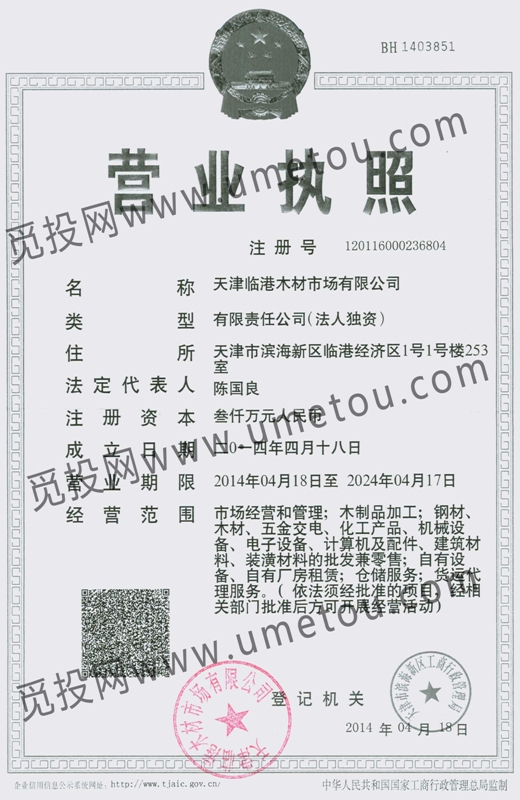 BH 1403851
营业执照
注册号 120116000236804
名称 天津临港木材市场有限公司
类型 有限责任公司(法人独资)
住所 天津市滨海新区临港经济区1号1号楼253
室
法定代表人 陈国良
注册资本 叁仟万元人民币
成立日期 二〇一四年四月十八日
营业期限 2014年04月18日至 2024年04月17日
经营范围 市场经营和管理；木制品加工；钢材、
木材、五金交电、化工产品、机械设
备、电子设备、计算机及配件、建筑材
料、装潢材料的批发兼零售；自有设
备、自有厂房租赁；仓储服务；货运代
理服务。(依法须经批准的项目，经相
关部门批准后方可开展经营活动)
天津临港木材市场有限公司
登记机关
天津市滨海新区工商行政管理局
2014 年 04 月 18 日
企业信用信息公示系统网址：http://www.tjaic.gov.cn/
中华人民共和国国家工商行政管理总局监制
觅投网www.umetou.com
觅投网www.umetou.com
觅投网www.umetou.com